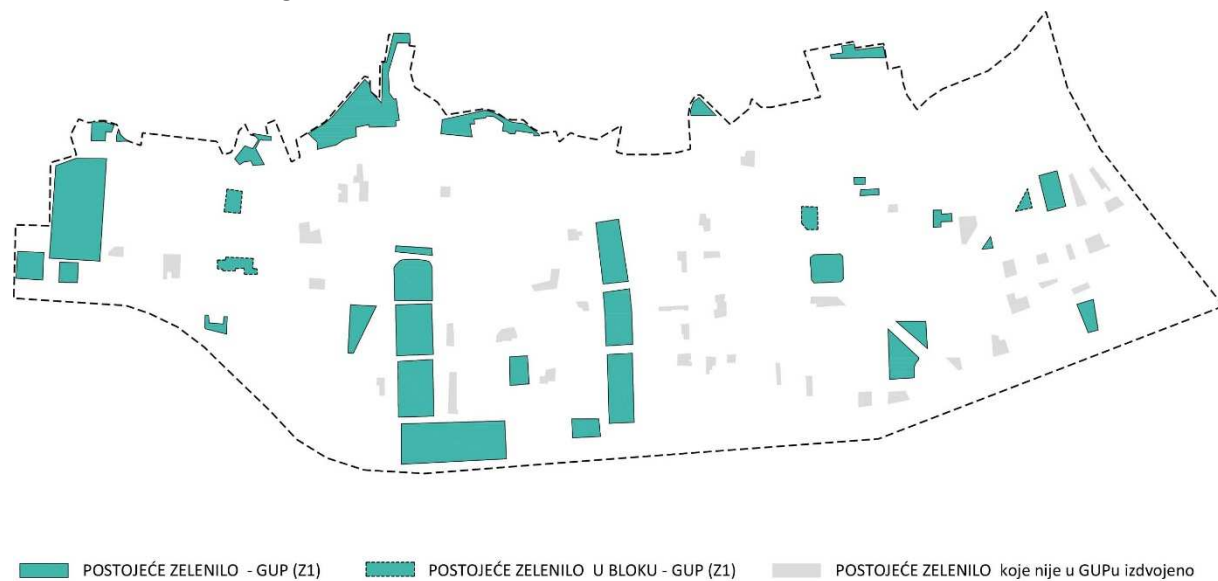 POSTOJEĆE ZELENILO - GUP (Z1)
POSTOJEĆE ZELENILO U BLOKU - GUP (Z1)
POSTOJEĆE ZELENILO koje nije u GUPu izdvojeno